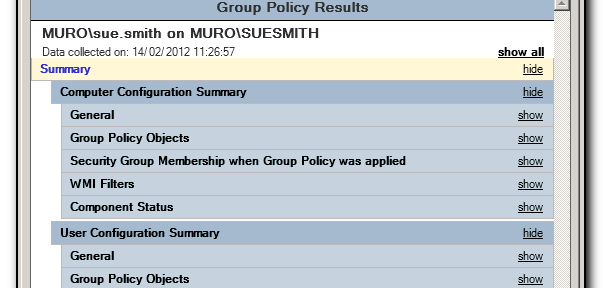 Group Policy Results
MURO\sue.smith on MURO\SUESMITH
Data collected on: 14/02/2012 11:26:57 show all
Summary hide
Computer Configuration Summary hide
General show
Group Policy Objects show
Security Group Membership when Group Policy was applied show
WMI Filters show
Component Status show
User Configuration Summary hide
General show
Group Policy Objects show